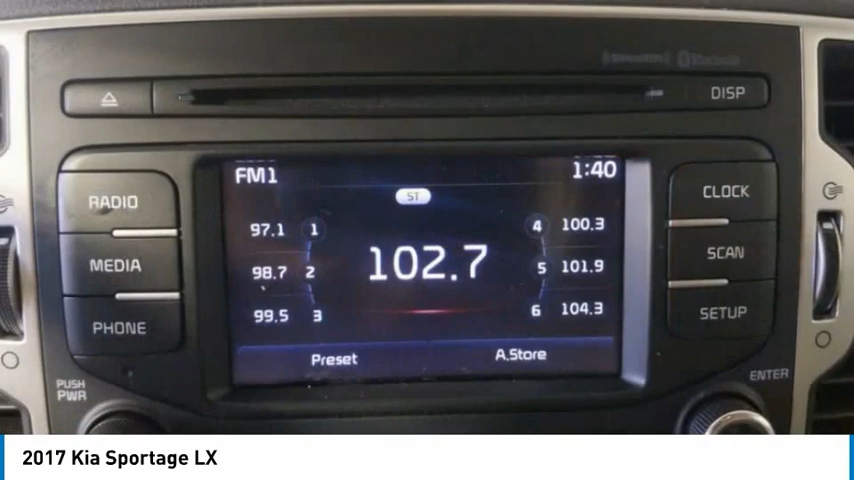 SiriusXM Bluetooth
DISP
FM1 1:40
ST
RADIO
CLOCK
97.1 1
4 100.3
102.7
MEDIA
SCAN
98.7 2
5 101.9
99.5 3
6 104.3
PHONE
SETUP
Preset A.Store
PUSH
PWR
ENTER
2017 Kia Sportage LX